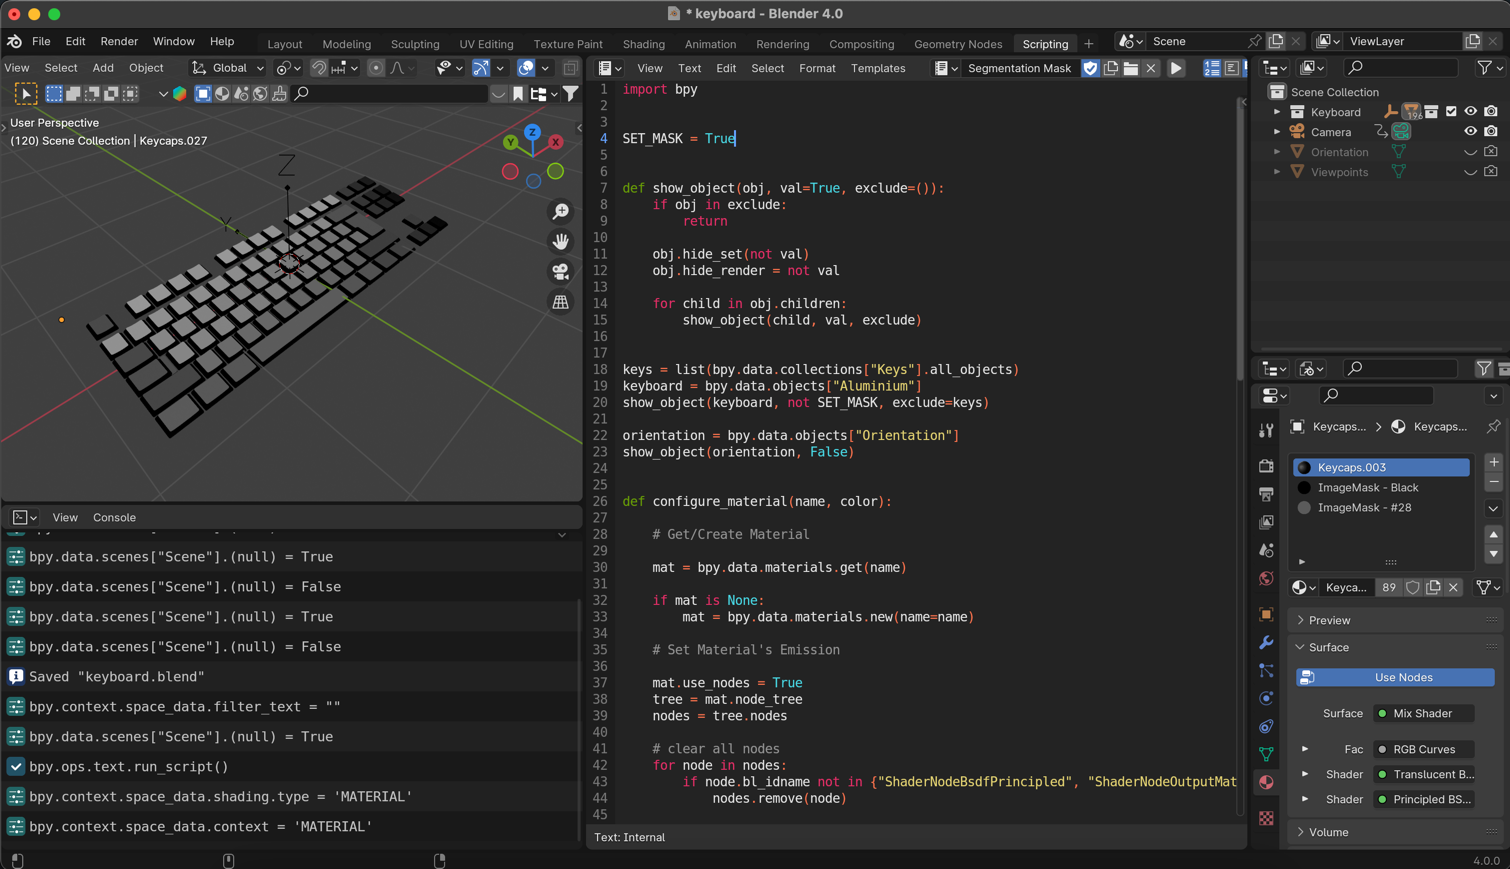 * keyboard - Blender 4.0
File Edit Render Window Help
Layout Modeling Sculpting UV Editing Texture Paint Shading Animation Rendering Compositing Geometry Nodes Scripting +
Scene
ViewLayer
View Select Add Object Global
User Perspective
(120) Scene Collection | Keycaps.027
Z
Y
X
Z
Y
View Console
bpy.data.scenes["Scene"].(null) = True
bpy.data.scenes["Scene"].(null) = False
bpy.data.scenes["Scene"].(null) = True
bpy.data.scenes["Scene"].(null) = False
Saved "keyboard.blend"
bpy.context.space_data.filter_text = ""
bpy.data.scenes["Scene"].(null) = True
bpy.ops.text.run_script()
bpy.context.space_data.shading.type = 'MATERIAL'
bpy.context.space_data.context = 'MATERIAL'
View Text Edit Select Format Templates Segmentation Mask
1 import bpy
2
3
4 SET_MASK = True
5
6
7 def show_object(obj, val=True, exclude=()):
8 if obj in exclude:
9 return
10
11 obj.hide_set(not val)
12 obj.hide_render = not val
13
14 for child in obj.children:
15 show_object(child, val, exclude)
16
17
18 keys = list(bpy.data.collections["Keys"].all_objects)
19 keyboard = bpy.data.objects["Aluminium"]
20 show_object(keyboard, not SET_MASK, exclude=keys)
21
22 orientation = bpy.data.objects["Orientation"]
23 show_object(orientation, False)
24
25
26 def configure_material(name, color):
27
28 # Get/Create Material
29
30 mat = bpy.data.materials.get(name)
31
32 if mat is None:
33 mat = bpy.data.materials.new(name=name)
34
35 # Set Material's Emission
36
37 mat.use_nodes = True
38 tree = mat.node_tree
39 nodes = tree.nodes
40
41 # clear all nodes
42 for node in nodes:
43 if node.bl_idname not in {"ShaderNodeBsdfPrincipled", "ShaderNodeOutputMat
44 nodes.remove(node)
45
Text: Internal
Scene Collection
Keyboard 196
Camera
Orientation
Viewpoints
Keycaps... > Keycaps...
Keycaps.003
ImageMask - Black
ImageMask - #28
Keyca... 89
Preview
Surface
Use Nodes
Surface Mix Shader
Fac RGB Curves
Shader Translucent B...
Shader Principled BS...
Volume
4.0.0